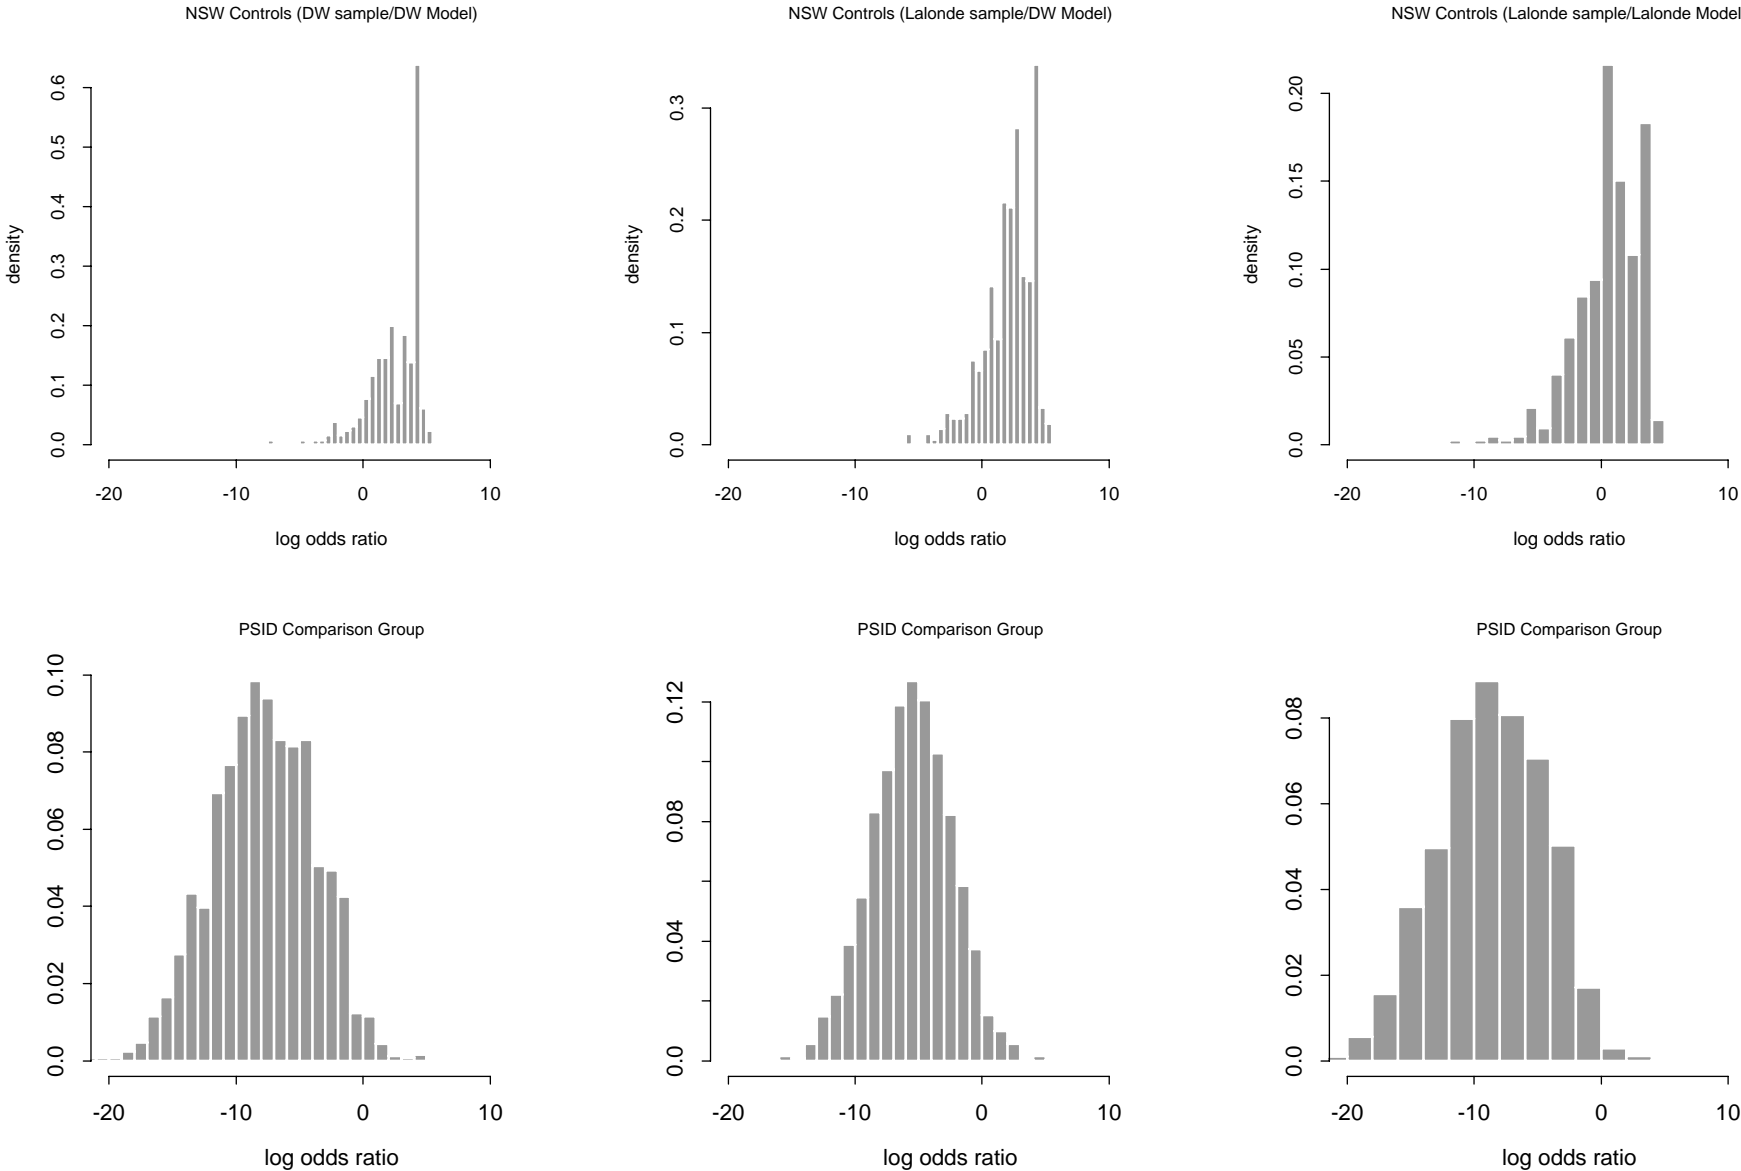 NSW Controls (DW sample/DW Model)
NSW Controls (Lalonde sample/DW Model)
NSW Controls (Lalonde sample/Lalonde Model
density
0.0 0.1 0.2 0.3 0.4 0.5 0.6
-20 -10 0 10
log odds ratio
density
0.0 0.1 0.2 0.3
-20 -10 0 10
log odds ratio
density
0.0 0.05 0.10 0.15 0.20
-20 -10 0 10
log odds ratio
PSID Comparison Group
PSID Comparison Group
PSID Comparison Group
0.0 0.02 0.04 0.06 0.08 0.10
-20 -10 0 10
log odds ratio
0.0 0.04 0.08 0.12
-20 -10 0 10
log odds ratio
0.0 0.02 0.04 0.06 0.08
-20 -10 0 10
log odds ratio